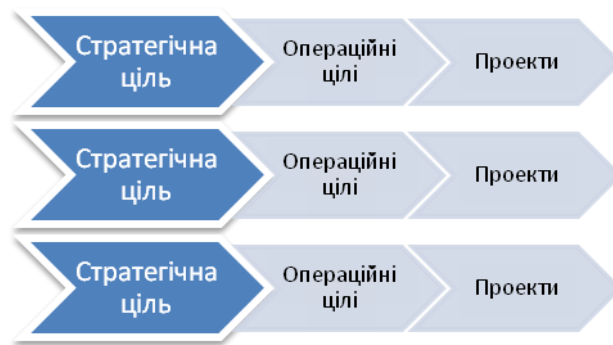 Стратегічна
ціль
Операційні
цілі
Проекти
Стратегічна
ціль
Операційні
цілі
Проекти
Стратегічна
ціль
Операційні
цілі
Проекти